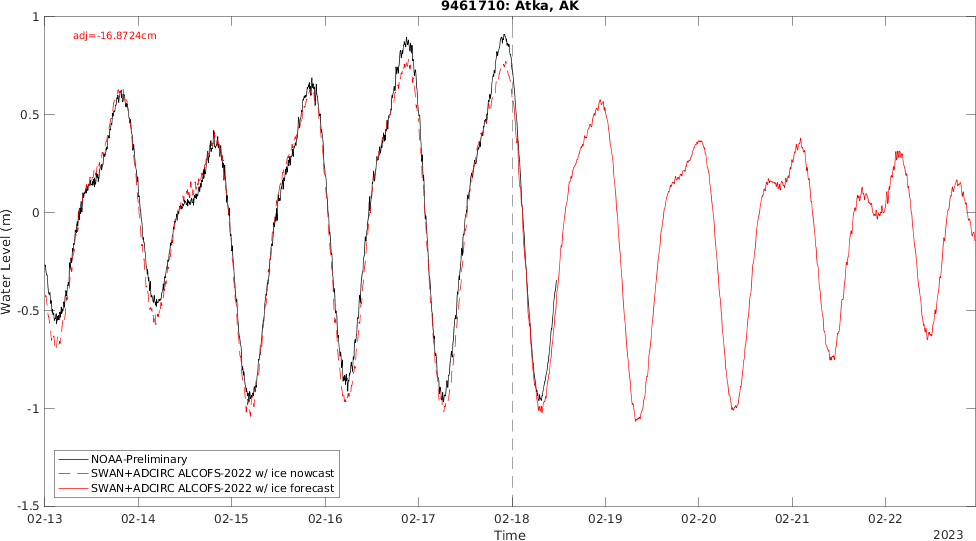 9461710: Atka, AK
adj=-16.8724cm
1
0.5
0
-0.5
-1
-1.5
Water Level (m)
NOAA-Preliminary
SWAN+ADCIRC ALCOFS-2022 w/ ice nowcast
SWAN+ADCIRC ALCOFS-2022 w/ ice forecast
02-13 02-14 02-15 02-16 02-17 02-18 02-19 02-20 02-21 02-22
Time
2023